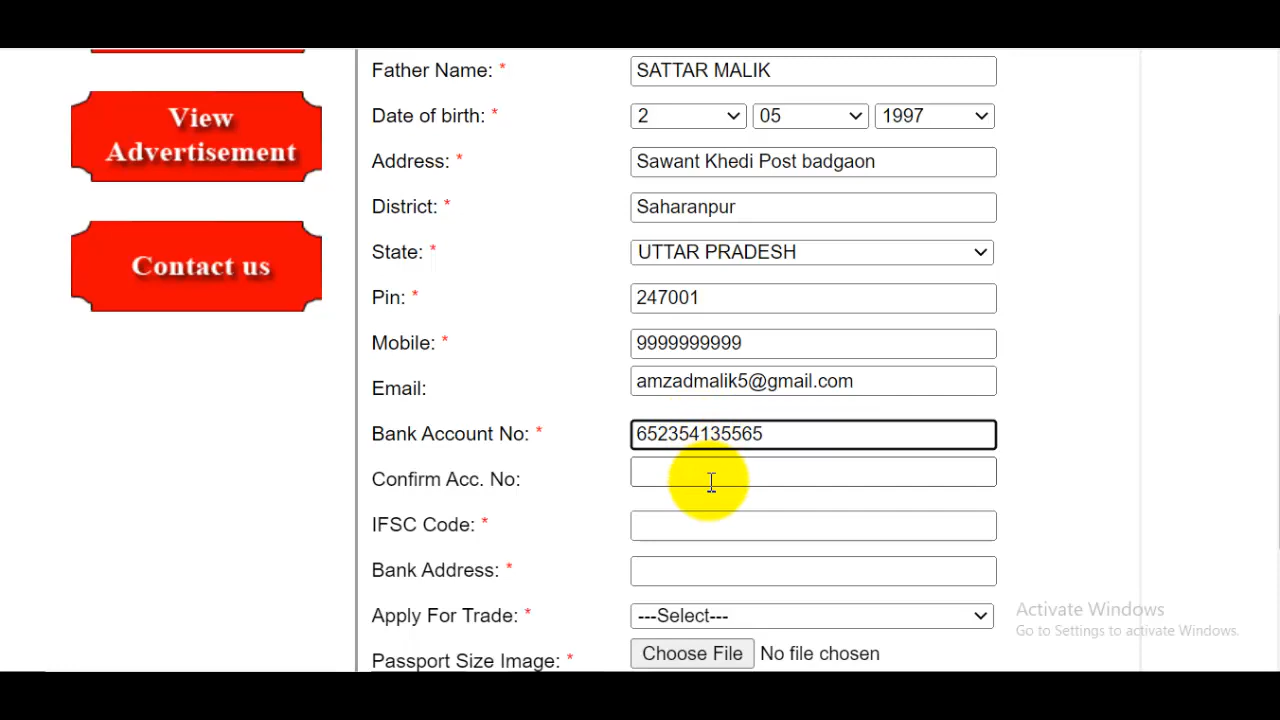 View
Advertisement
Contact us
Father Name: * SATTAR MALIK
Date of birth: * 2 05 1997
Address: * Sawant Khedi Post badgaon
District: * Saharanpur
State: * UTTAR PRADESH
Pin: * 247001
Mobile: * 9999999999
Email: amzadmalik5@gmail.com
Bank Account No: * 652354135565
Confirm Acc. No:
IFSC Code: *
Bank Address: *
Apply For Trade: * ---Select---
Passport Size Image: * Choose File No file chosen
Activate Windows
Go to Settings to activate Windows.